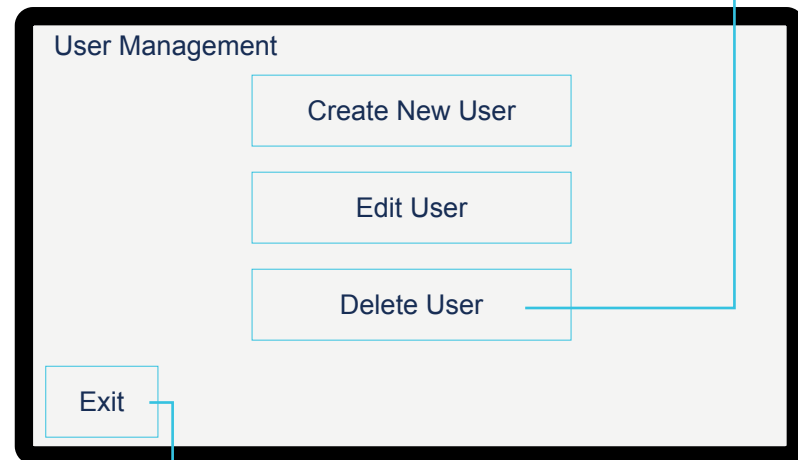 User Management
Create New User
Edit User
Delete User
Exit